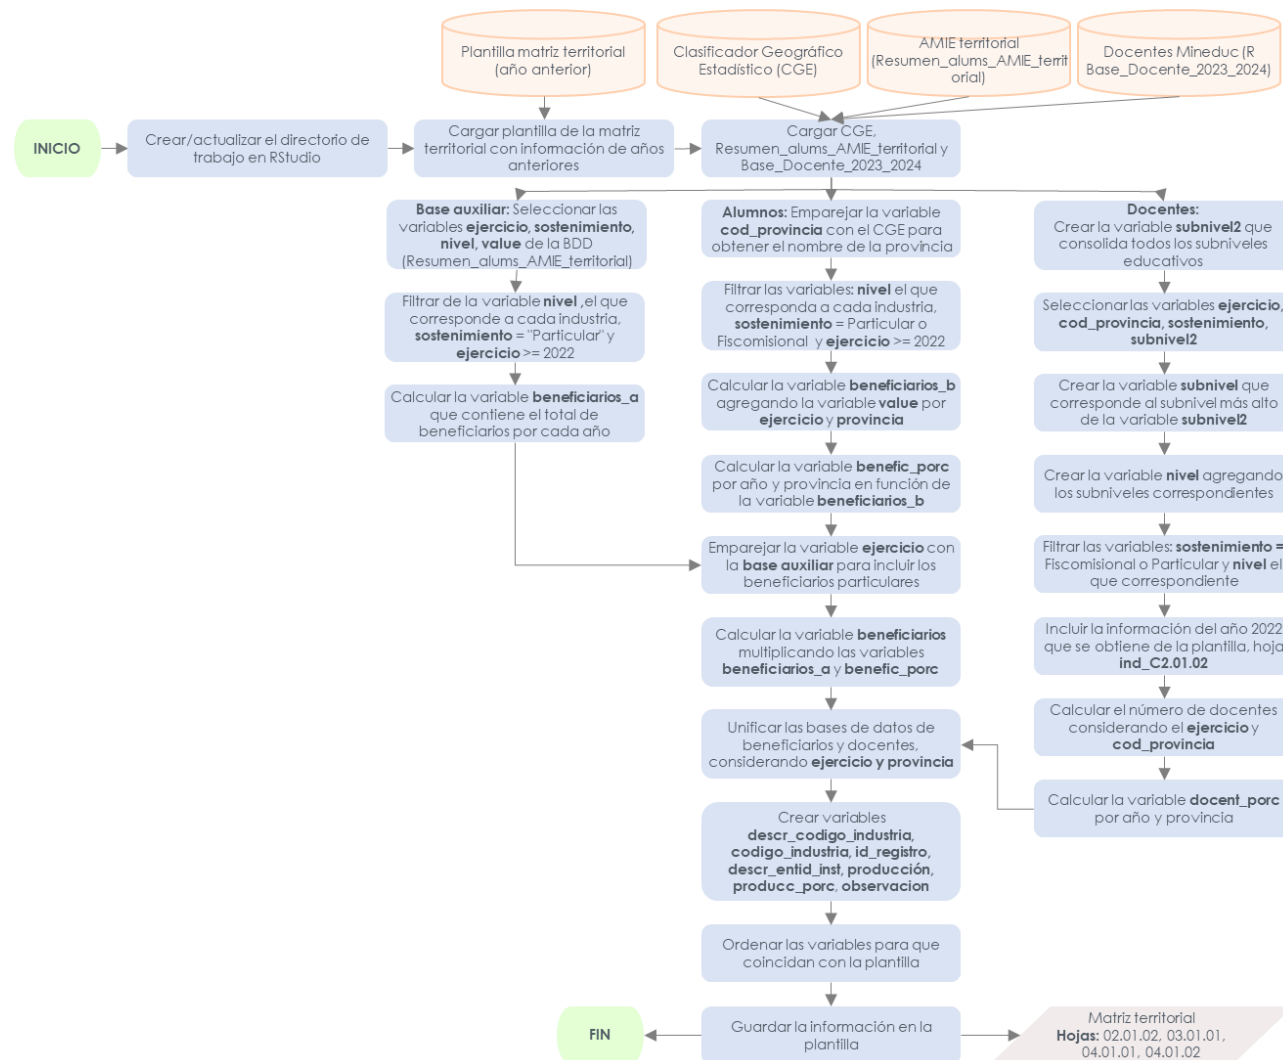 Plantilla matriz territorial
(año anterior)
Clasificador Geográfico
Estadístico (CGE)
AMIE territorial
(Resumen_alums_AMIE_territ
orial)
Docentes Mineduc (R
Base_Docente_2023_2024)
INICIO
Crear/actualizar el directorio de
trabajo en RStudio
Cargar plantilla de la matriz
territorial con información de años
anteriores
Cargar CGE,
Resumen_alums_AMIE_territorial y
Base_Docente_2023_2024
Base auxiliar: Seleccionar las
variables ejercicio, sostenimiento,
nivel, value de la BDD
(Resumen_alums_AMIE_territorial)
Filtrar de la variable nivel ,el que
corresponde a cada industria,
sostenimiento = "Particular" y
ejercicio >= 2022
Calcular la variable beneficiarios_a
que contiene el total de
beneficiarios por cada año
Alumnos: Emparejar la variable
cod_provincia con el CGE para
obtener el nombre de la provincia
Filtrar las variables: nivel el que
corresponda a cada industria,
sostenimiento = Particular o
Fiscomisional y ejercicio >= 2022
Calcular la variable beneficiarios_b
agregando la variable value por
ejercicio y provincia
Calcular la variable benefic_porc
por año y provincia en función de
la variable beneficiarios_b
Emparejar la variable ejercicio con
la base auxiliar para incluir los
beneficiarios particulares
Calcular la variable beneficiarios
multiplicando las variables
beneficiarios_a y benefic_porc
Unificar las bases de datos de
beneficiarios y docentes,
considerando ejercicio y provincia
Crear variables
descr_codigo_industria,
codigo_industria, id_registro,
descr_entid_inst, producción,
producc_porc, observacion
Ordenar las variables para que
coincidan con la plantilla
Guardar la información en la
plantilla
Docentes:
Crear la variable subnivel2 que
consolida todos los subniveles
educativos
Seleccionar las variables ejercicio,
cod_provincia, sostenimiento,
subnivel2
Crear la variable subnivel que
corresponde al subnivel más alto
de la variable subnivel2
Crear la variable nivel agregando
los subniveles correspondientes
Filtrar las variables: sostenimiento =
Fiscomisional o Particular y nivel el
que correspondiente
Incluir la información del año 2022
que se obtiene de la plantilla, hoja
ind_C2.01.02
Calcular el número de docentes
considerando el ejercicio y
cod_provincia
Calcular la variable docent_porc
por año y provincia
FIN
Matriz territorial
Hojas: 02.01.02, 03.01.01,
04.01.01, 04.01.02